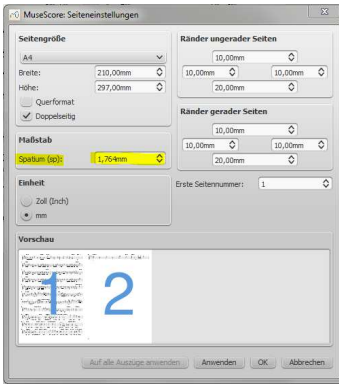 MuseScore: Seiteneinstellungen
Seitengröße
A4
Breite: 210,00mm
Höhe: 297,00mm
Querformat
Doppelseitig
Maßstab
Spatium (sp): 1,764mm
Einheit
Zoll (Inch)
mm
Ränder ungerader Seiten
10,00mm
10,00mm 10,00mm
20,00mm
Ränder gerader Seiten
10,00mm
10,00mm 10,00mm
20,00mm
Erste Seitennummer: 1
Vorschau
1 2
Auf alle Auszüge anwenden Anwenden OK Abbrechen